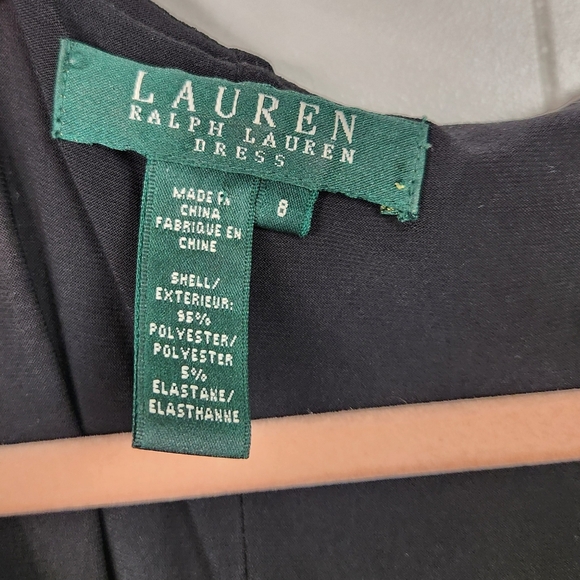 LAUREN
RALPH LAUREN
DRESS
8
MADE IN
CHINA
FABRIQUE EN
CHINE
SHELL/
EXTERIEUR:
95%
POLYESTER/
POLYESTER
5%
ELASTANE/
ELASTHANNE